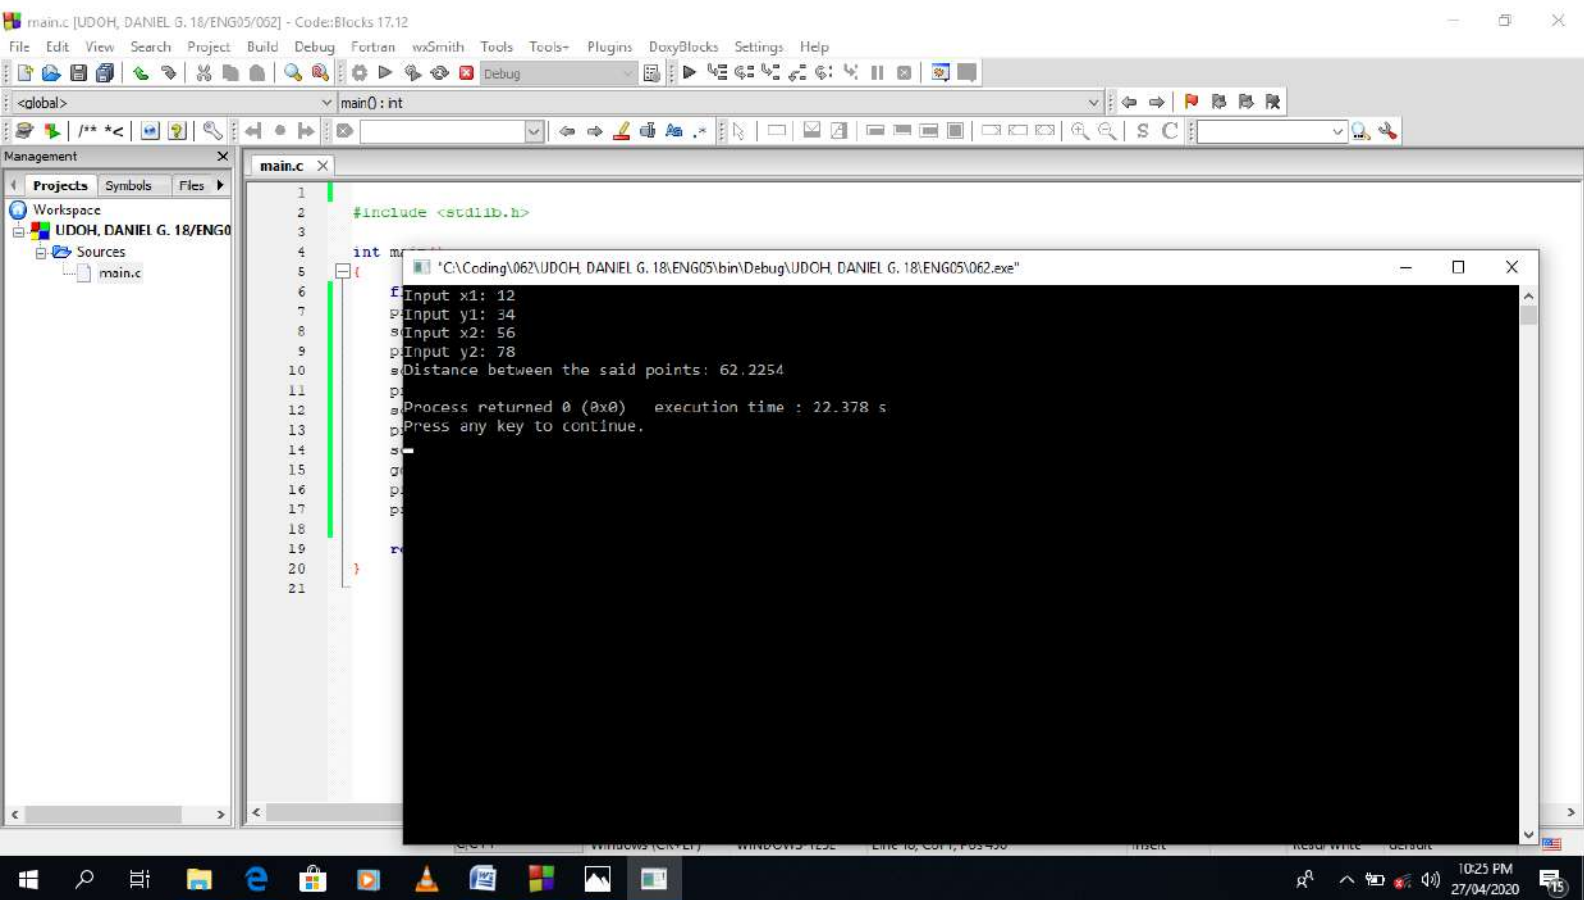 main.c [UDOH, DANIEL G. 18/ENG05/062] - Code::Blocks 17.12
File Edit View Search Project Build Debug Fortran wxSmith Tools Tools+ Plugins DoxyBlocks Settings Help
Debug
<global>
main() : int
/** *<
.*
S C
Management
main.c
Projects Symbols Files
Workspace
UDOH, DANIEL G. 18/ENG0
Sources
main.c
1
2 #include <stdlib.h>
3
4 int
5 {
6
7
8
9
10
11
12
13
14
15
16
17
18
19
20 }
21
"C:\Coding\062\UDOH, DANIEL G. 18\ENG05\bin\Debug\UDOH, DANIEL G. 18\ENG05\062.exe"
Input x1: 12
Input y1: 34
Input x2: 56
Input y2: 78
Distance between the said points: 62.2254
Process returned 0 (0x0) execution time : 22.378 s
Press any key to continue.
10:25 PM
27/04/2020
15